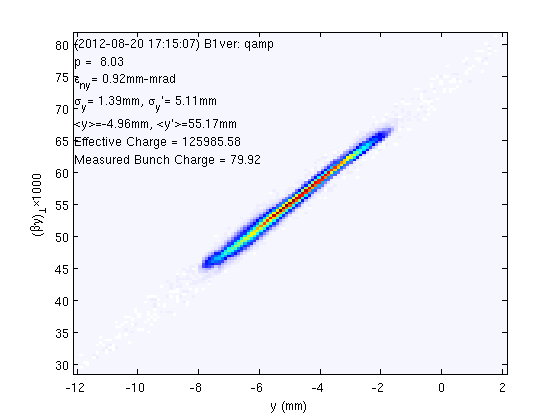 (2012-08-20 17:15:07) B1ver: qamp
p = 8.03
ϵny= 0.92mm-mrad
σy= 1.39mm, σy'= 5.11mm
<y>=-4.96mm, <y'>=55.17mm
Effective Charge = 125985.58
Measured Bunch Charge = 79.92
80
75
70
65
60
55
50
45
40
35
30
(βγ)⊥×1000
-12 -10 -8 -6 -4 -2 0 2
y (mm)